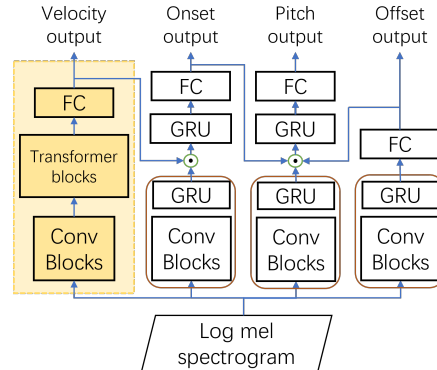 Velocity output
Onset output
Pitch output
Offset output
FC
Transformer blocks
Conv Blocks
FC
GRU
GRU
Conv Blocks
FC
GRU
GRU
Conv Blocks
FC
Conv Blocks
Log mel spectrogram